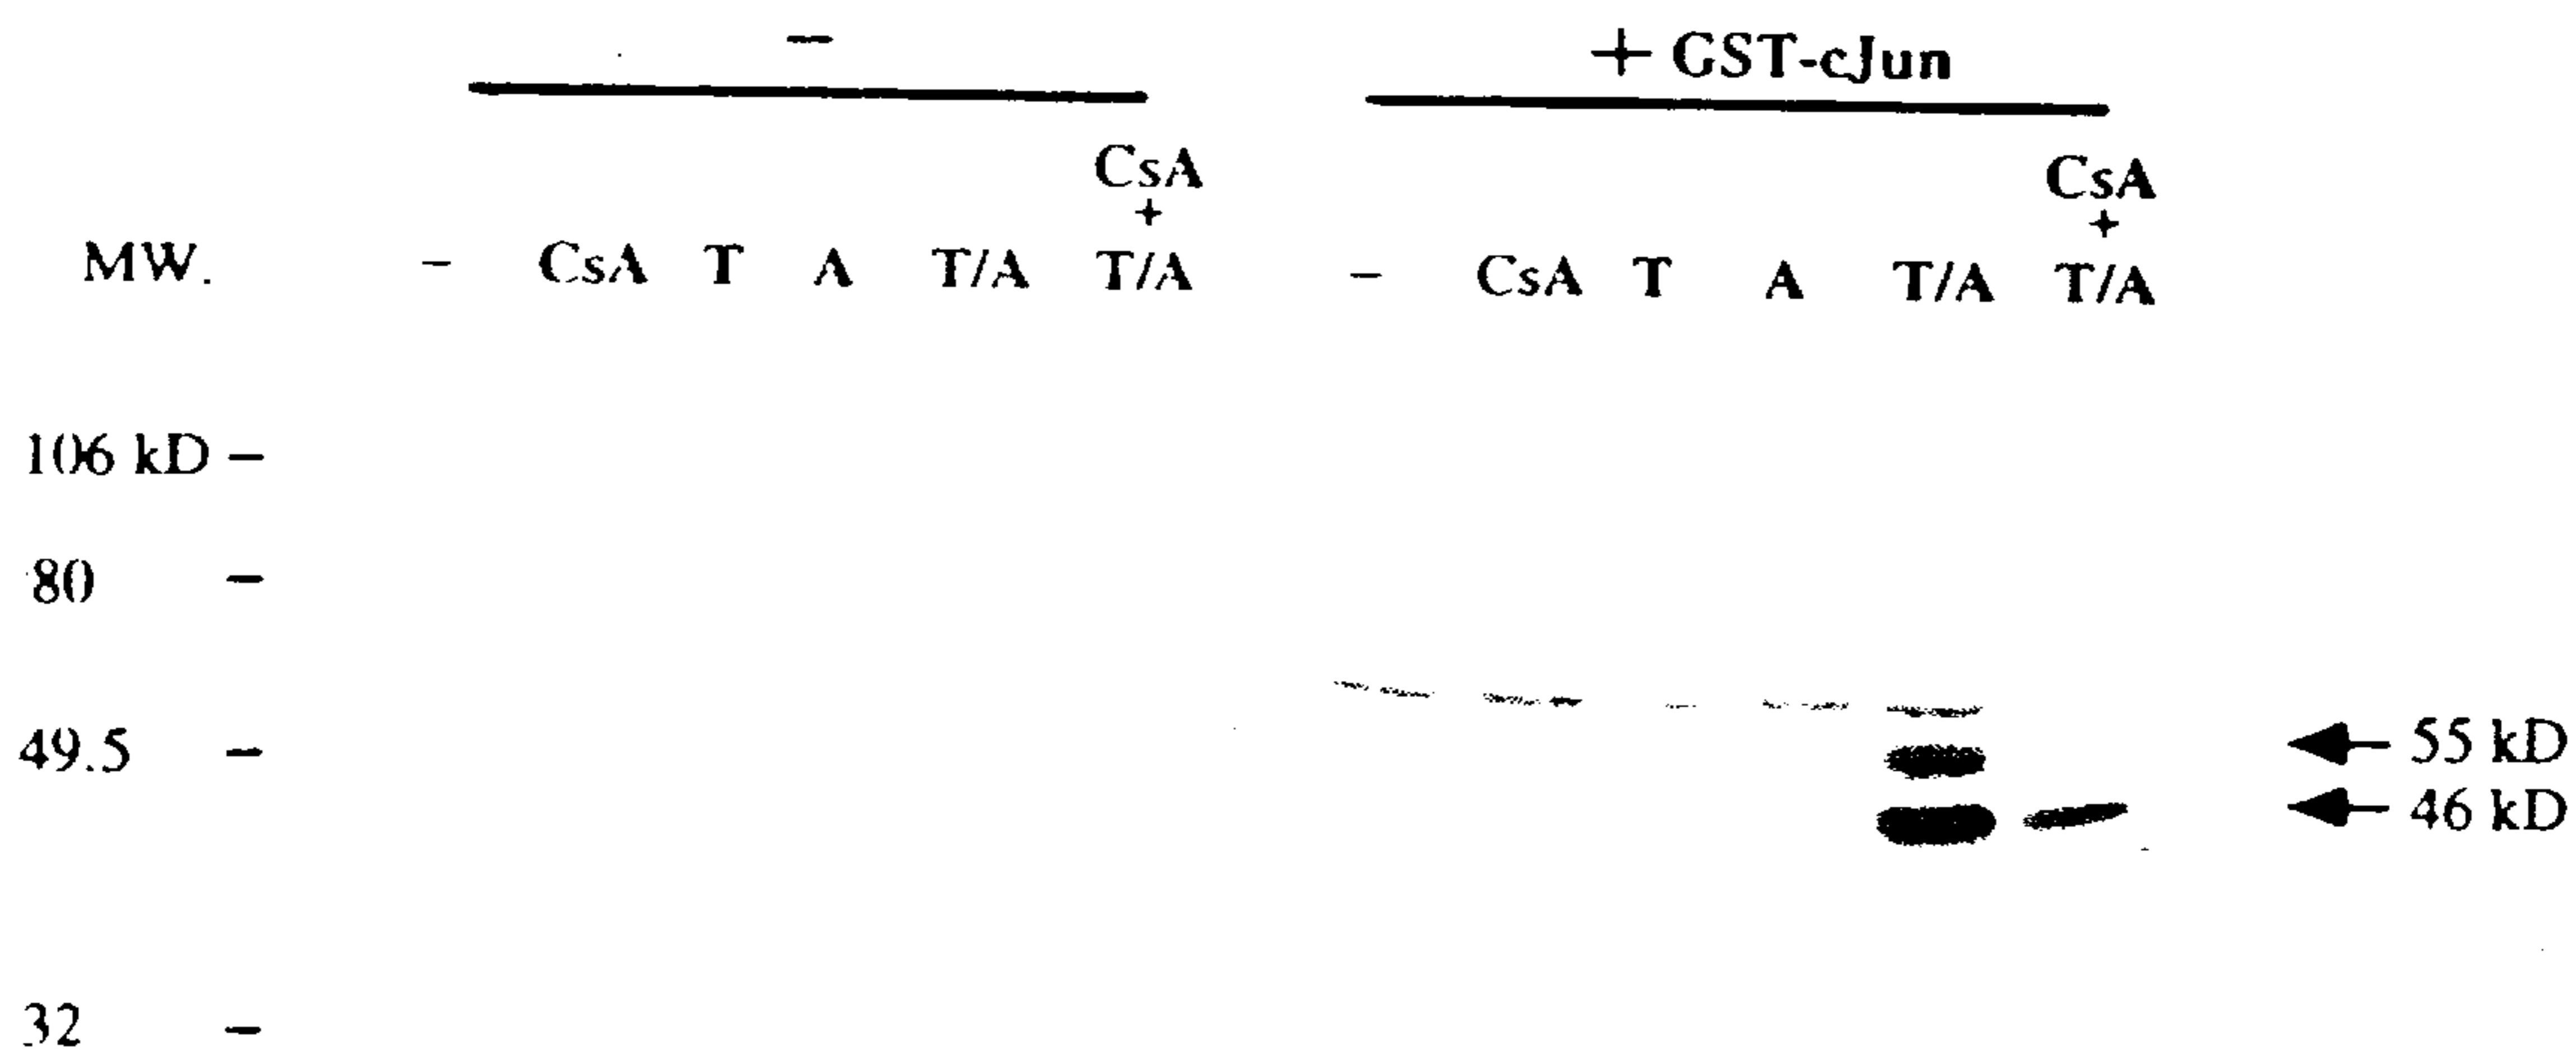 – + GST-cJun
CsA CsA
+ +
MW. – CsA T A T/A T/A – CsA T A T/A T/A
106 kD –
80 –
49.5 – 55 kD
46 kD
32 –